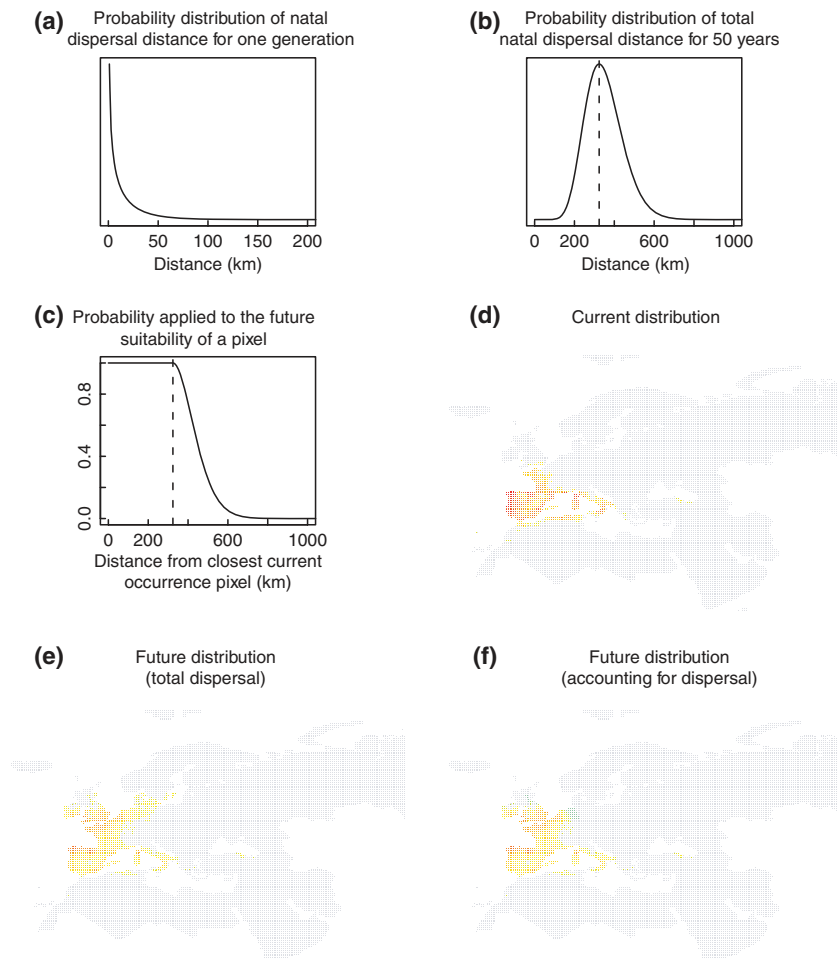 (a) Probability distribution of natal
dispersal distance for one generation
0 50 100 150 200
Distance (km)
(b) Probability distribution of total
natal dispersal distance for 50 years
0 200 600 1000
Distance (km)
(c) Probability applied to the future
suitability of a pixel
0.8
0.4
0.0
0 200 600 1000
Distance from closest current
occurrence pixel (km)
(d) Current distribution
(e) Future distribution
(total dispersal)
(f) Future distribution
(accounting for dispersal)